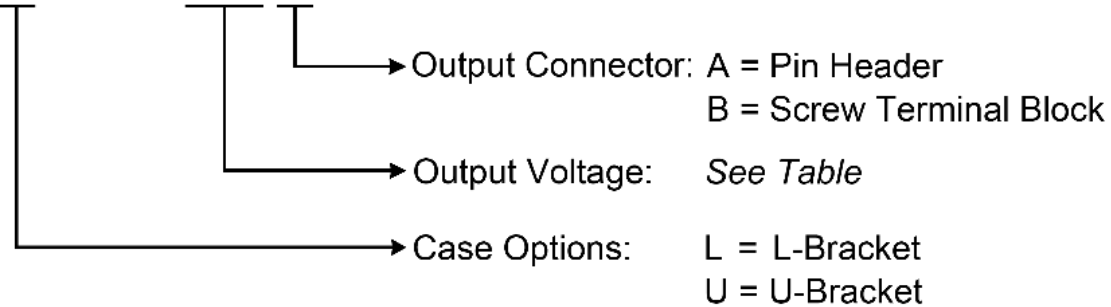 Output Connector: A = Pin Header
B = Screw Terminal Block
Output Voltage: See Table
Case Options: L = L-Bracket
U = U-Bracket